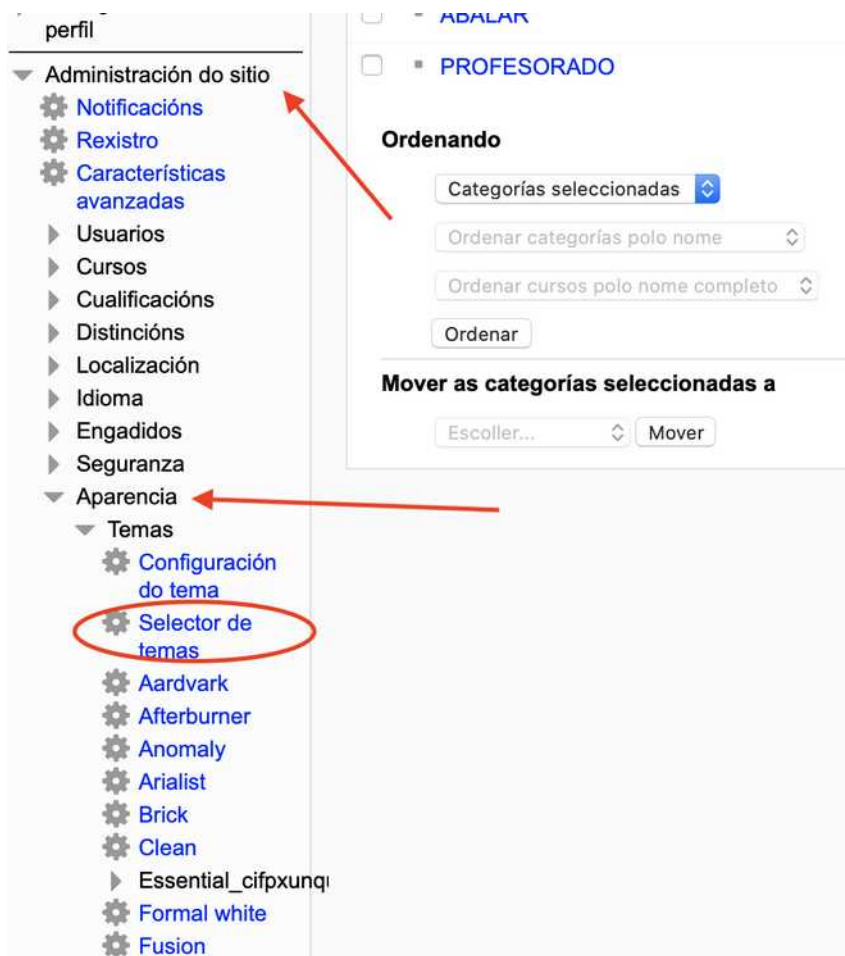 perfil
Administración do sitio
Notificacións
Rexistro
Características
avanzadas
Usuarios
Cursos
Cualificacións
Distincións
Localización
Idioma
Engadidos
Seguranza
Aparencia
Temas
Configuración
do tema
Selector de
temas
Aardvark
Afterburner
Anomaly
Arialist
Brick
Clean
Essential_cifpxunqu
Formal white
Fusion
ABALAR
PROFESORADO
Ordenando
Categorías seleccionadas
Ordenar categorías polo nome
Ordenar cursos polo nome completo
Ordenar
Mover as categorías seleccionadas a
Escoller... Mover